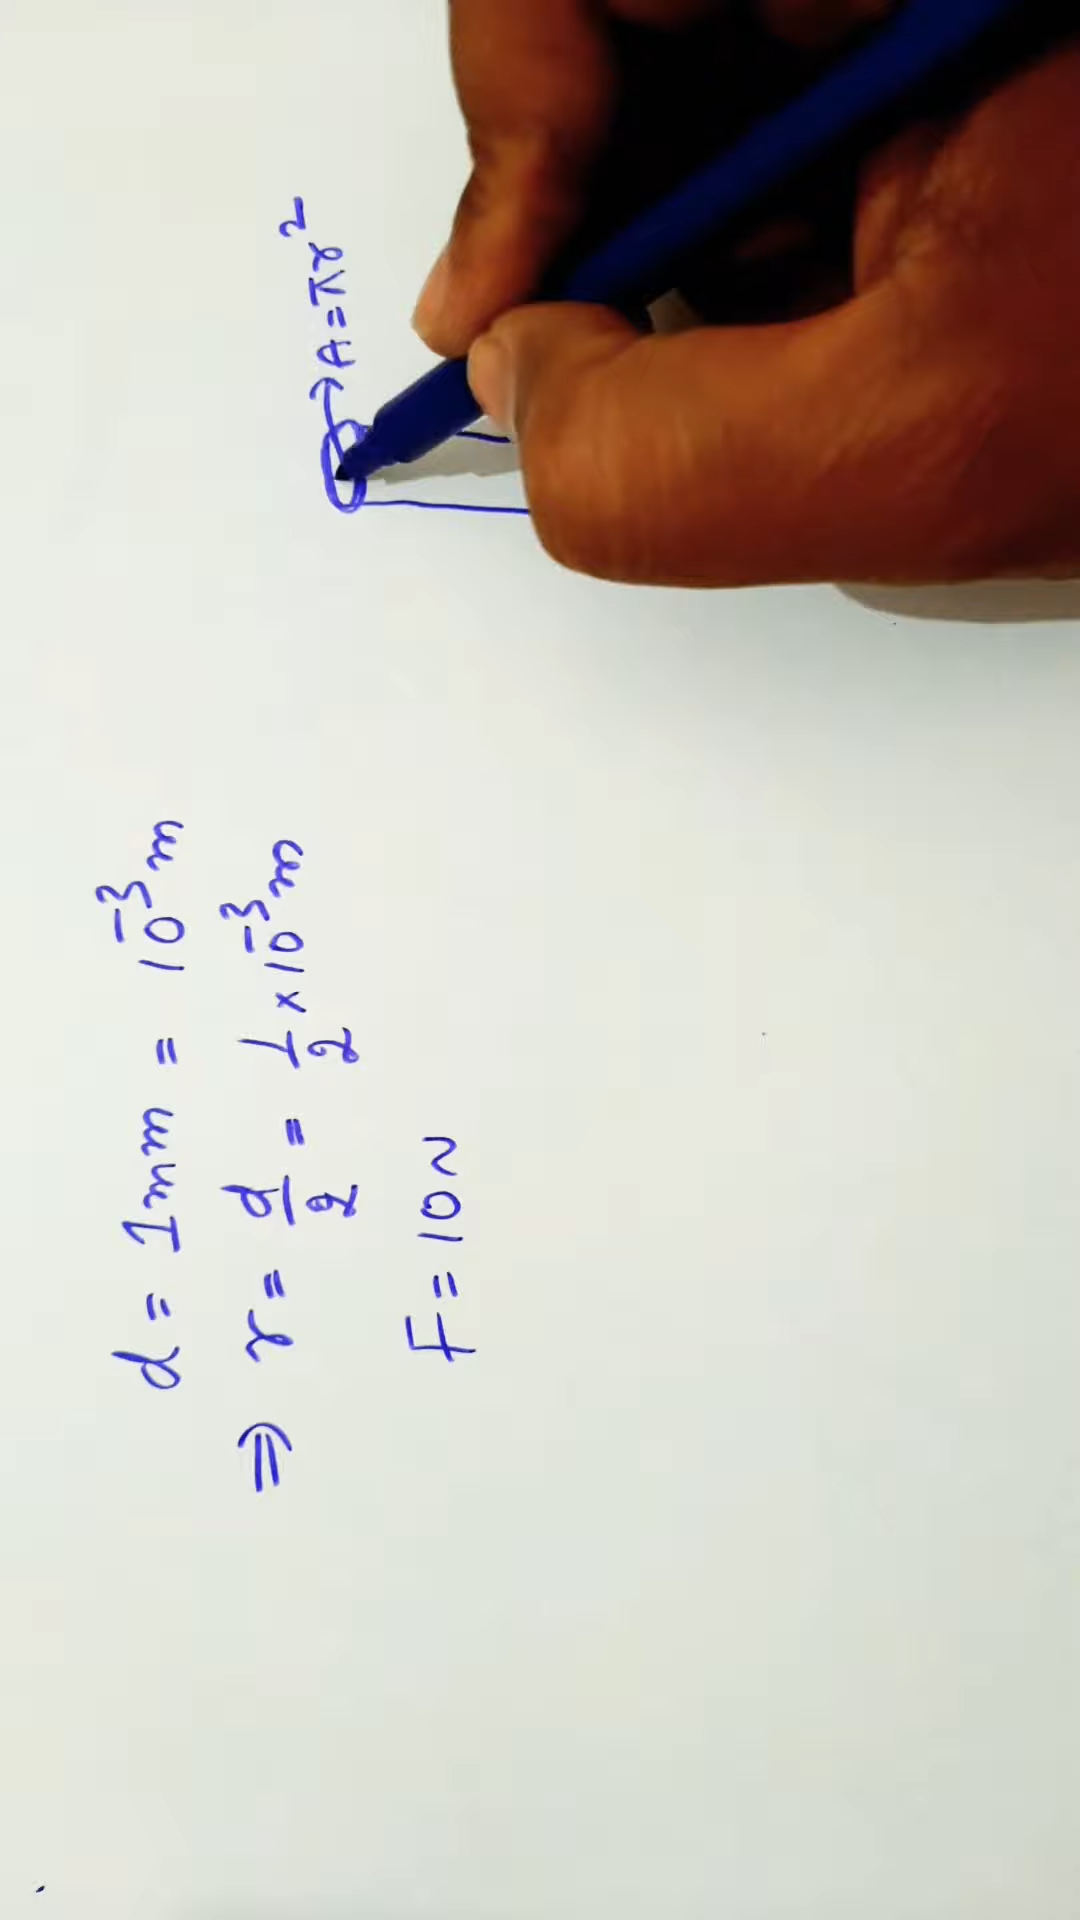 d = 1mm = 10⁻³m
⇒ r = d/2 = 1/2 × 10⁻³m
F = 10N
→ A = πr²